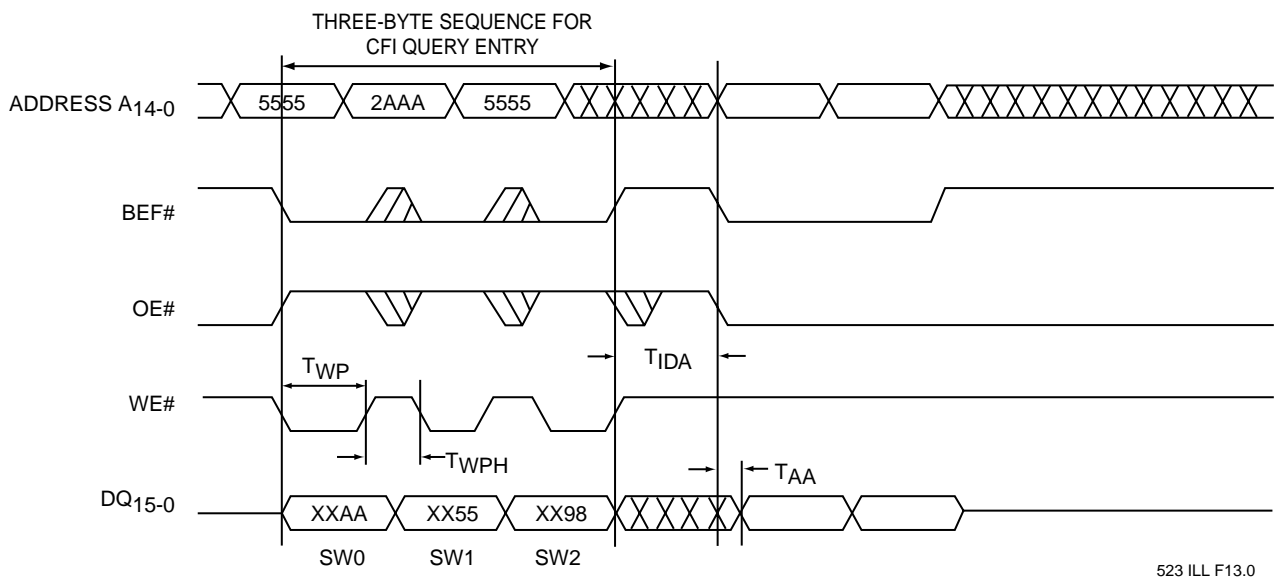 THREE-BYTE SEQUENCE FOR
CFI QUERY ENTRY
ADDRESS A14-0
5555
2AAA
5555
BEF#
OE#
TIDA
TWP
WE#
TWPH
TAA
DQ15-0
XXAA
XX55
XX98
SW0
SW1
SW2
523 ILL F13.0